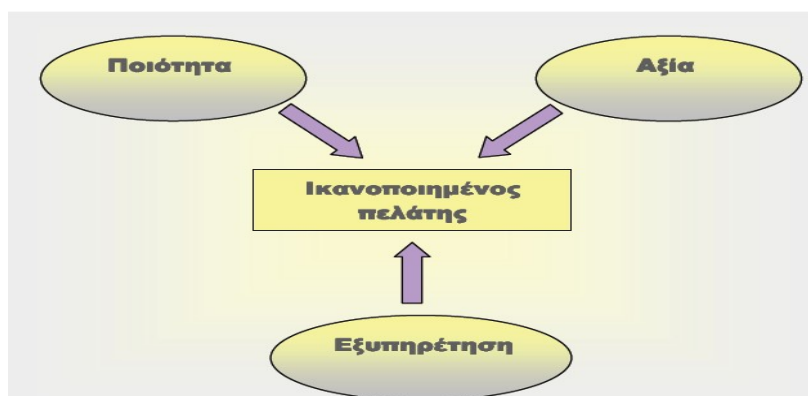 Ποιότητα
Αξία
Ικανοποιημένος
πελάτης
Εξυπηρέτηση